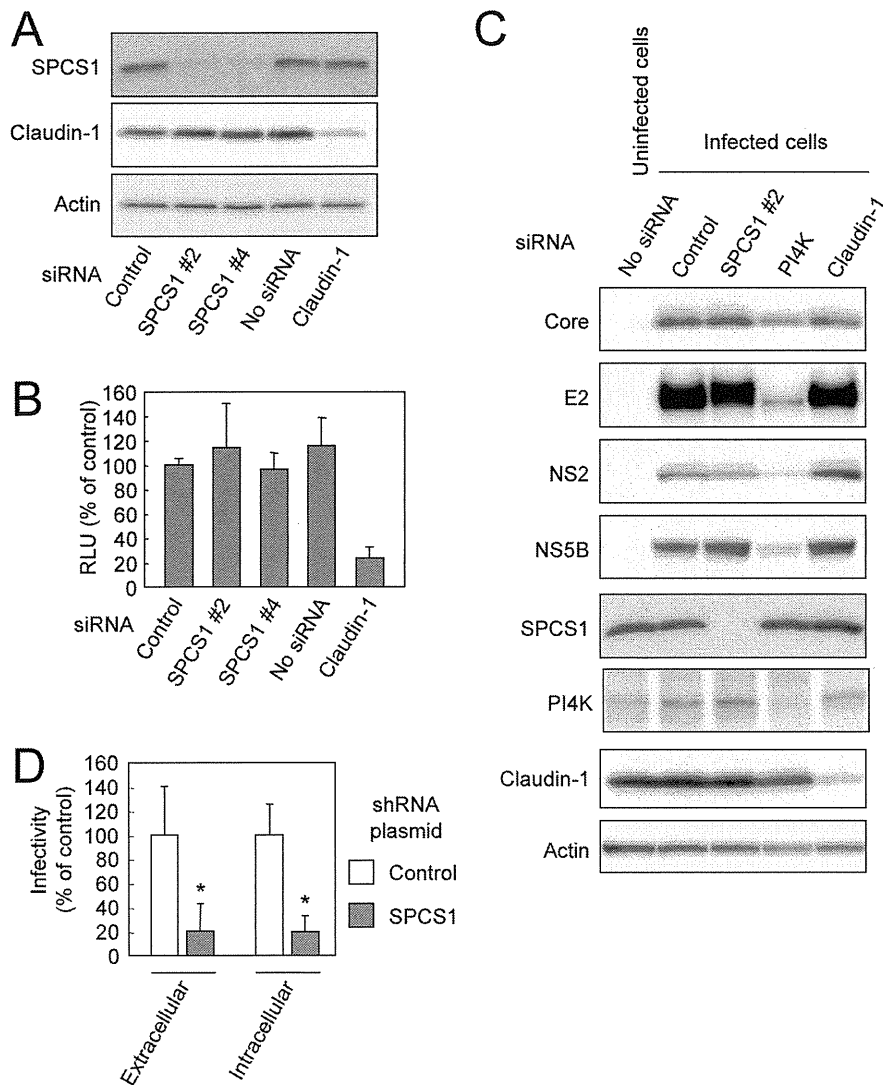 A
SPCS1
Claudin-1
Actin
siRNA
Control
SPCS1 #2
SPCS1 #4
No siRNA
Claudin-1
B
RLU (% of control)
160
140
120
100
80
60
40
20
0
siRNA
Control
SPCS1 #2
SPCS1 #4
No siRNA
Claudin-1
C
Uninfected cells
Infected cells
siRNA
No siRNA
Control
SPCS1 #2
PI4K
Claudin-1
Core
E2
NS2
NS5B
SPCS1
PI4K
Claudin-1
Actin
D
Infectivity
(% of control)
160
140
120
100
80
60
40
20
0
*
*
Extracellular
Intracellular
shRNA
plasmid
Control
SPCS1